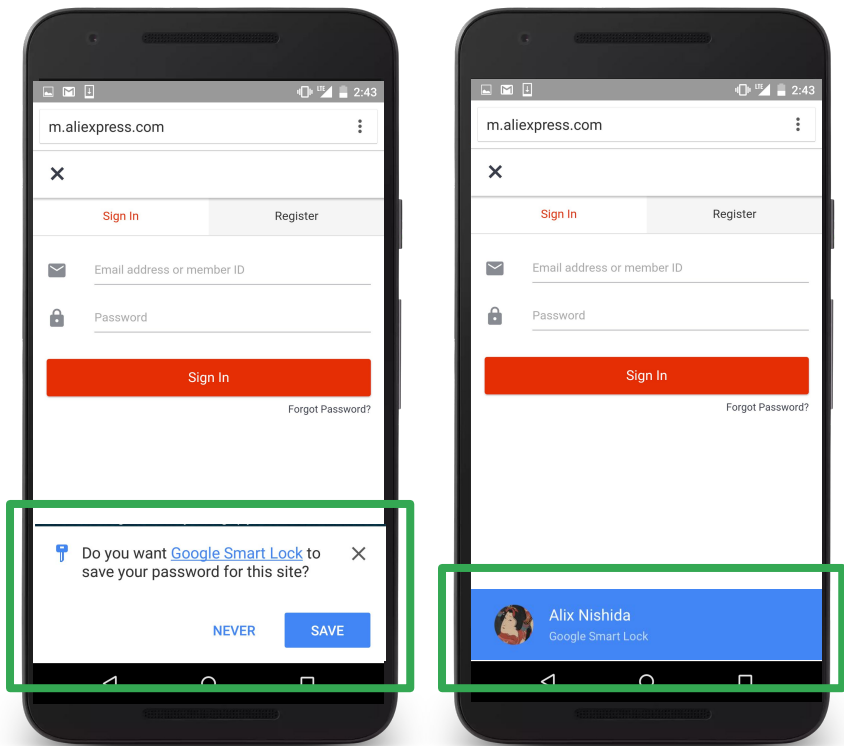 LTE 2:43
m.aliexpress.com
Sign In Register
Email address or member ID
Password
Sign In
Forgot Password?
Do you want Google Smart Lock to
save your password for this site?
NEVER SAVE
LTE 2:43
m.aliexpress.com
Sign In Register
Email address or member ID
Password
Sign In
Forgot Password?
Alix Nishida
Google Smart Lock